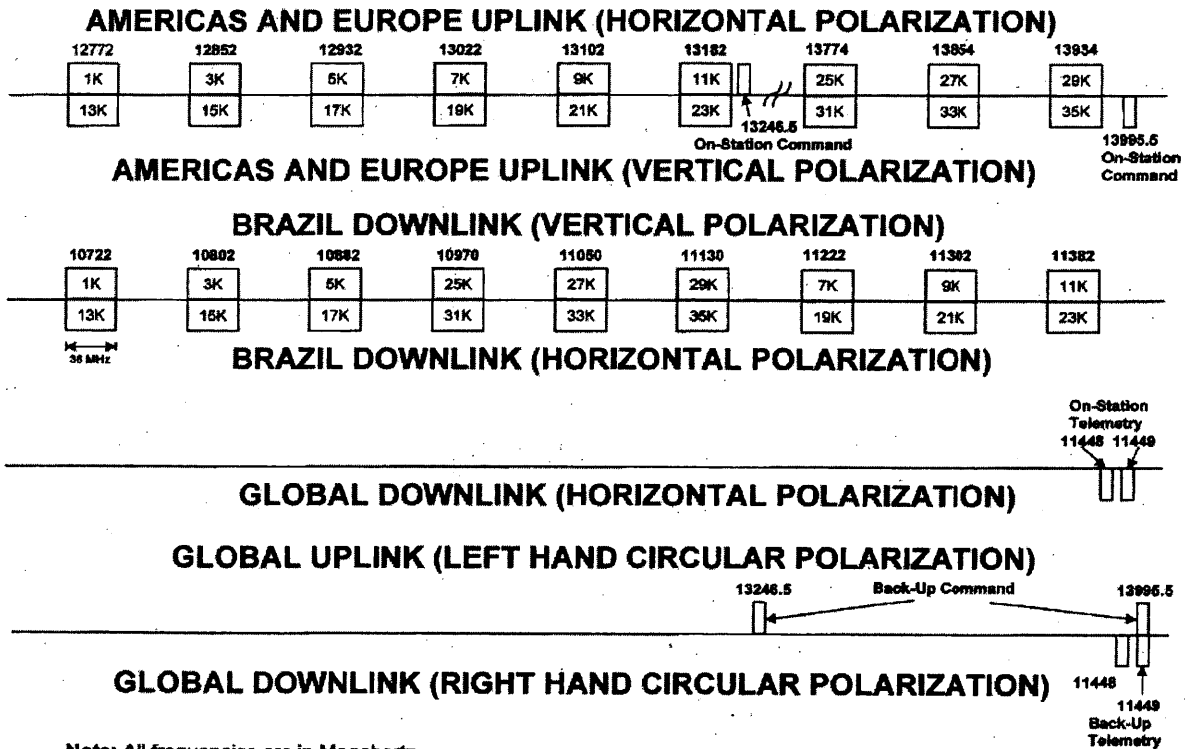 AMERICAS AND EUROPE UPLINK (HORIZONTAL POLARIZATION)
12772 12852 12932 13022 13102 13182 13774 13854 13934
1K 3K 5K 7K 9K 11K 25K 27K 29K
13K 15K 17K 19K 21K 23K 31K 33K 35K
13246.5
On-Station Command
13995.5
On-Station
Command
AMERICAS AND EUROPE UPLINK (VERTICAL POLARIZATION)
BRAZIL DOWNLINK (VERTICAL POLARIZATION)
10722 10802 10882 10970 11050 11130 11222 11302 11382
1K 3K 5K 25K 27K 29K 7K 9K 11K
13K 15K 17K 31K 33K 35K 19K 21K 23K
36 MHz
BRAZIL DOWNLINK (HORIZONTAL POLARIZATION)
On-Station
Telemetry
11448 11449
GLOBAL DOWNLINK (HORIZONTAL POLARIZATION)
GLOBAL UPLINK (LEFT HAND CIRCULAR POLARIZATION)
13246.5 Back-Up Command 13995.5
GLOBAL DOWNLINK (RIGHT HAND CIRCULAR POLARIZATION)
11448
11449
Back-Up
Telemetry
Note: All frequencies are in Megahertz